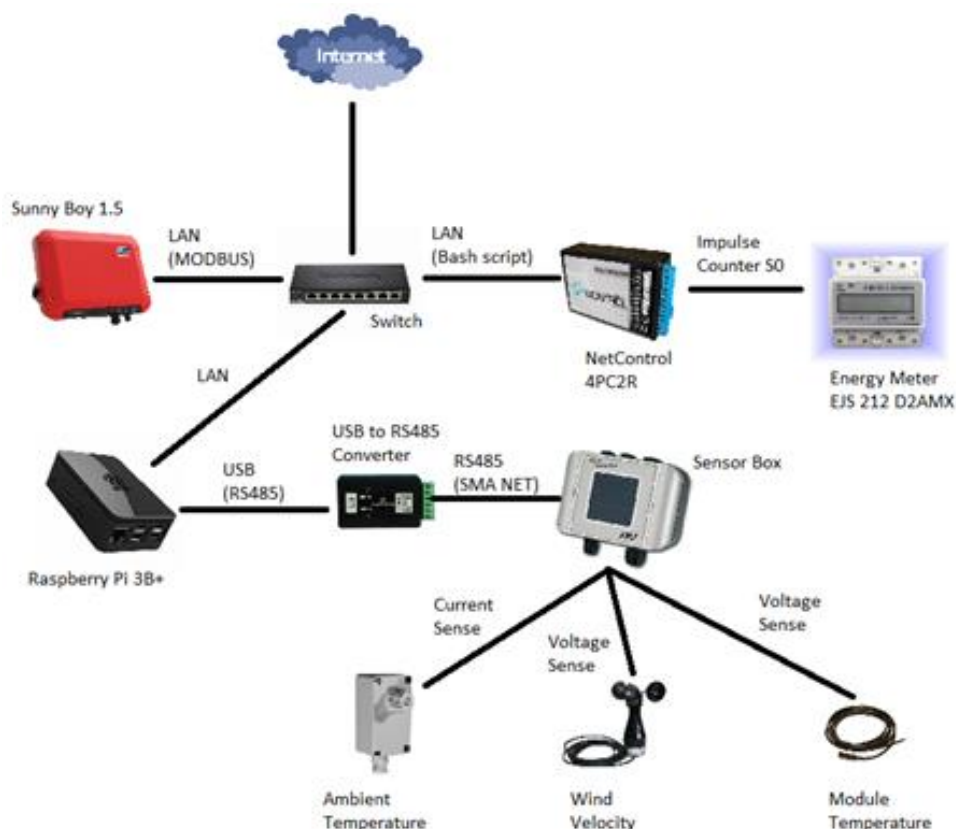 Internet
Sunny Boy 1.5
LAN
(MODBUS)
LAN
(Bash script)
Impulse
Counter S0
Switch
NetControl
4PC2R
Energy Meter
EJS 212 D2AMX
LAN
USB to RS485
Converter
USB
(RS485)
RS485
(SMA NET)
Sensor Box
Raspberry Pi 3B+
Current
Sense
Voltage
Sense
Voltage
Sense
Ambient
Temperature
Wind
Velocity
Module
Temperature